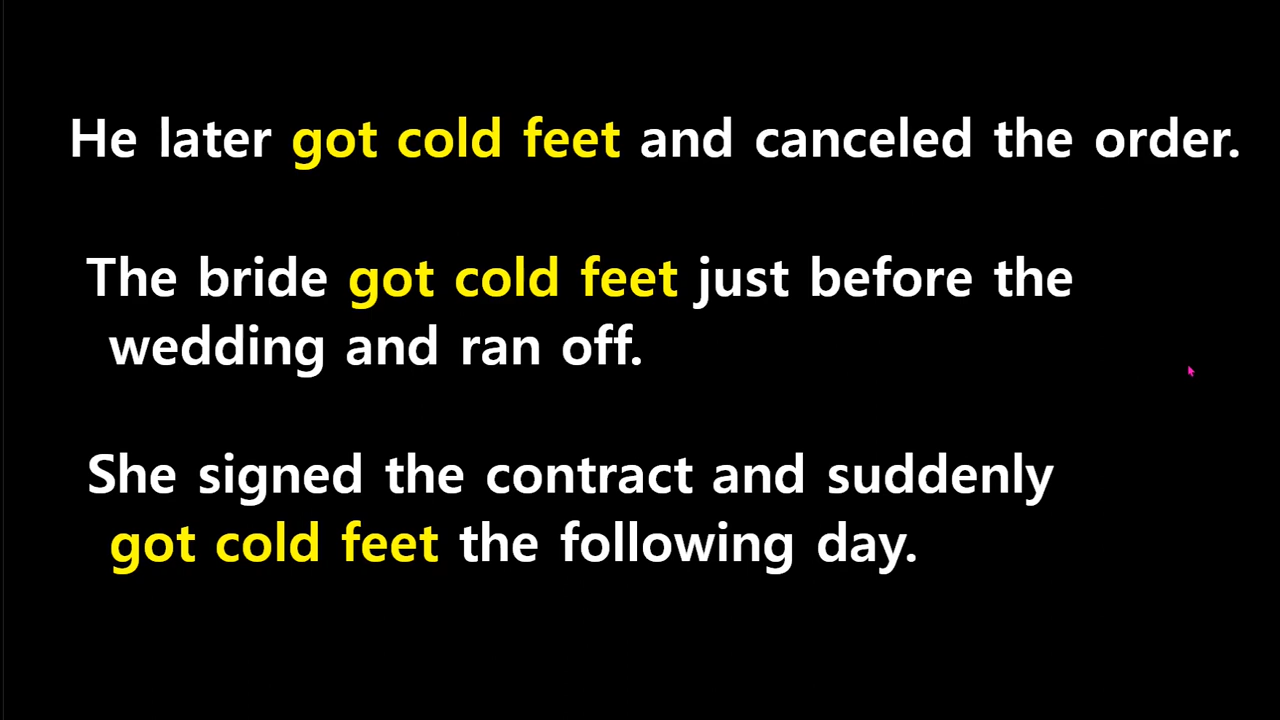 He later got cold feet and canceled the order.
The bride got cold feet just before the
wedding and ran off.
She signed the contract and suddenly
got cold feet the following day.